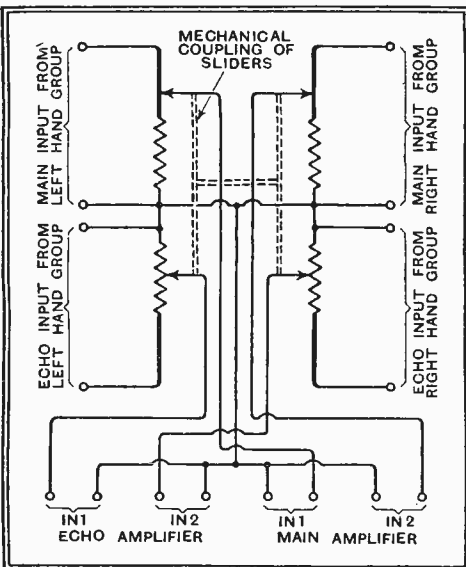 MECHANICAL
COUPLING OF
SLIDERS
MAIN INPUT FROM
LEFT HAND GROUP
MAIN INPUT FROM
RIGHT HAND GROUP
ECHO INPUT FROM
LEFT HAND GROUP
ECHO INPUT FROM
RIGHT HAND GROUP
IN1 IN2 IN1 IN2
ECHO AMPLIFIER MAIN AMPLIFIER